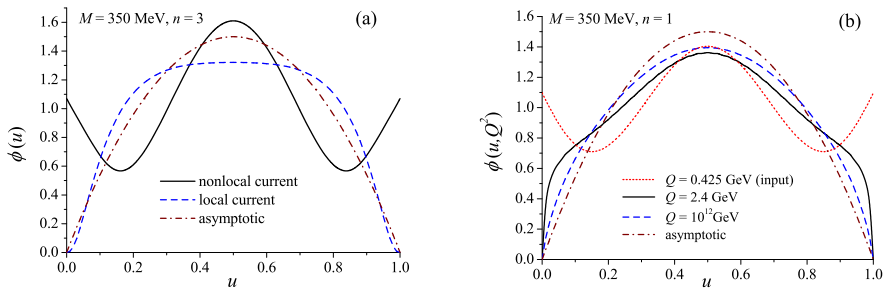 M = 350 MeV, n = 3
(a)
1.6
1.4
1.2
1.0
0.8
0.6
0.4
0.2
0.0
ϕ(u)
nonlocal current
local current
asymptotic
0.0 0.2 0.4 0.6 0.8 1.0
u
M = 350 MeV, n = 1
(b)
1.6
1.4
1.2
1.0
0.8
0.6
0.4
0.2
0.0
ϕ(u,Q²)
Q = 0.425 GeV (input)
Q = 2.4 GeV
Q = 10¹²GeV
asymptotic
0.0 0.2 0.4 0.6 0.8 1.0
u